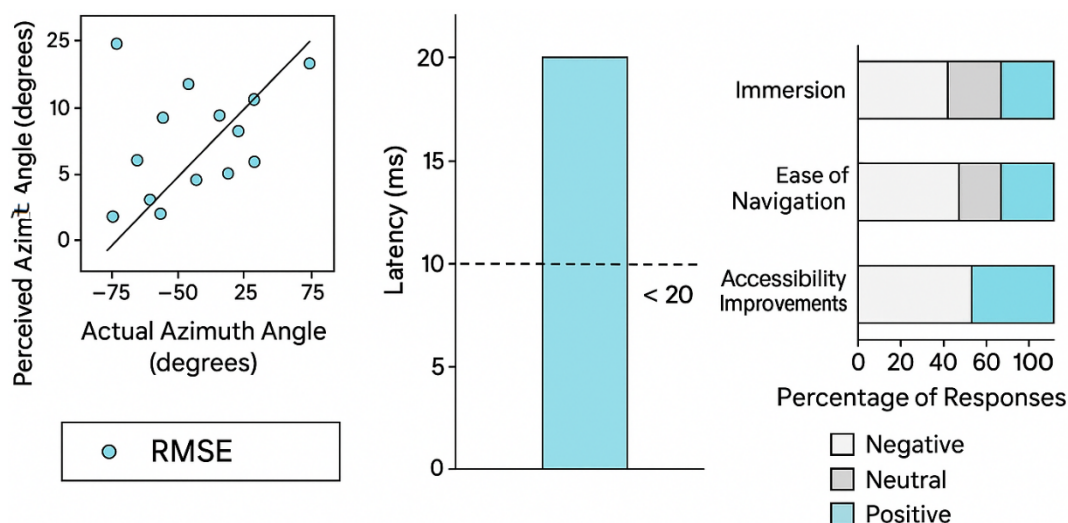 Perceived Azimt Angle (degrees)
25
10
5
0
−75 −50 25 75
Actual Azimuth Angle
(degrees)
RMSE
Latency (ms)
20
15
10
5
0
< 20
Immersion
Ease of
Navigation
Accessibility
Improvements
0 20 40 60 100
Percentage of Responses
Negative
Neutral
Positive